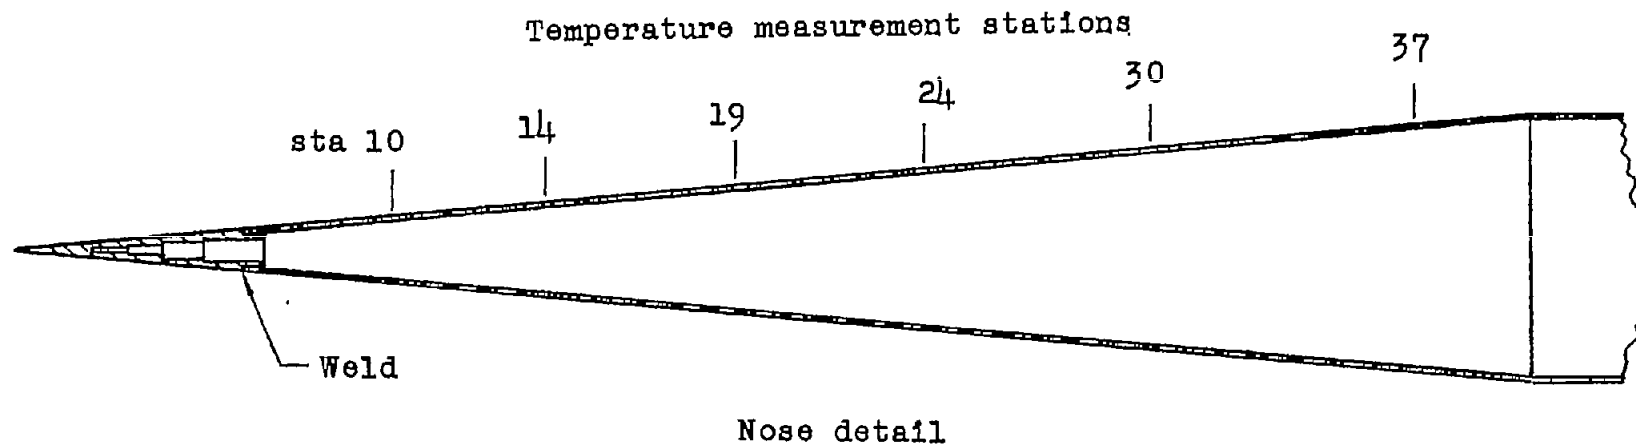 Temperature measurement stations
sta 10 14 19 24 30 37
Weld
Nose detail